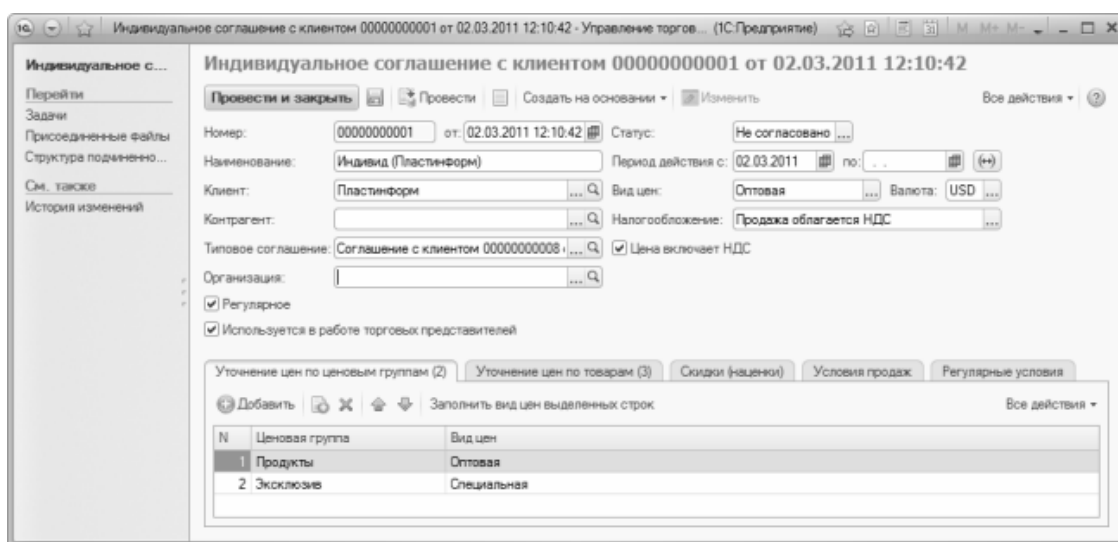 Индивидуальное соглашение с клиентом 00000000001 от 02.03.2011 12:10:42 - Управление торгов... (1С:Предприятие) M M+ M-
Индивидуальное с...
Перейти
Задачи
Присоединенные файлы
Структура подчиненно...
См. также
История изменений
Индивидуальное соглашение с клиентом 00000000001 от 02.03.2011 12:10:42
Провести и закрыть Провести Создать на основании Изменить Все действия
Номер: 00000000001 от: 02.03.2011 12:10:42 Статус: Не согласовано ...
Наименование: Индивид (Пластинформ) Период действия с: 02.03.2011 по: . .
Клиент: Пластинформ ... Вид цен: Оптовая ... Валюта: USD ...
Контрагент: ... Налогообложение: Продажа облагается НДС ...
Типовое соглашение: Соглашение с клиентом 00000000008 ... Цена включает НДС
Организация: ...
Регулярное
Используется в работе торговых представителей
Уточнение цен по ценовым группам (2) Уточнение цен по товарам (3) Скидки (наценки) Условия продаж Регулярные условия
Добавить Заполнить вид цен выделенных строк Все действия
N Ценовая группа Вид цен
1 Продукты Оптовая
2 Эксклюзив Специальная